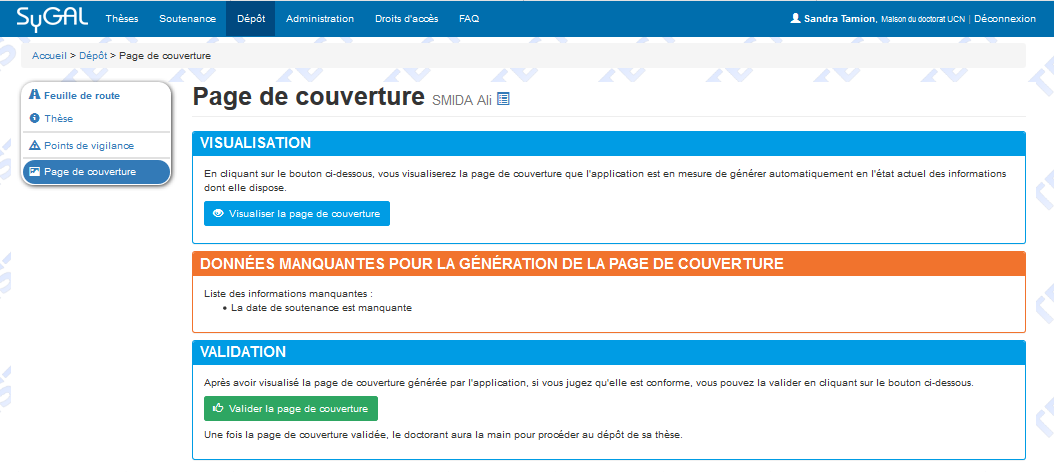 SyGAL Thèses Soutenance Dépôt Administration Droits d'accès FAQ Sandra Tamion, Maison du doctorat UCN | Déconnexion
Accueil > Dépôt > Page de couverture
Feuille de route
Thèse
Points de vigilance
Page de couverture
Page de couverture SMIDA Ali
VISUALISATION
En cliquant sur le bouton ci-dessous, vous visualiserez la page de couverture que l'application est en mesure de générer automatiquement en l'état actuel des informations
dont elle dispose.
Visualiser la page de couverture
DONNÉES MANQUANTES POUR LA GÉNÉRATION DE LA PAGE DE COUVERTURE
Liste des informations manquantes :
• La date de soutenance est manquante
VALIDATION
Après avoir visualisé la page de couverture générée par l'application, si vous jugez qu'elle est conforme, vous pouvez la valider en cliquant sur le bouton ci-dessous.
Valider la page de couverture
Une fois la page de couverture validée, le doctorant aura la main pour procéder au dépôt de sa thèse.